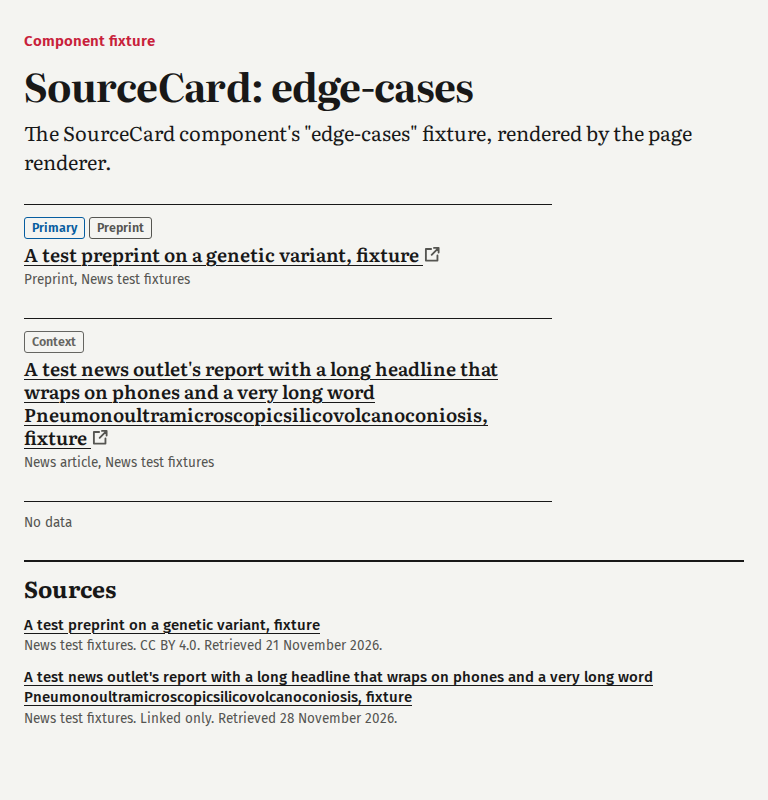 Component fixture
SourceCard: edge-cases
The SourceCard component's "edge-cases" fixture, rendered by the page
renderer.
Primary Preprint
A test preprint on a genetic variant, fixture
Preprint, News test fixtures
Context
A test news outlet's report with a long headline that
wraps on phones and a very long word
Pneumonoultramicroscopicsilicovolcanoconiosis,
fixture
News article, News test fixtures
No data
Sources
A test preprint on a genetic variant, fixture
News test fixtures. CC BY 4.0. Retrieved 21 November 2026.
A test news outlet's report with a long headline that wraps on phones and a very long word
Pneumonoultramicroscopicsilicovolcanoconiosis, fixture
News test fixtures. Linked only. Retrieved 28 November 2026.